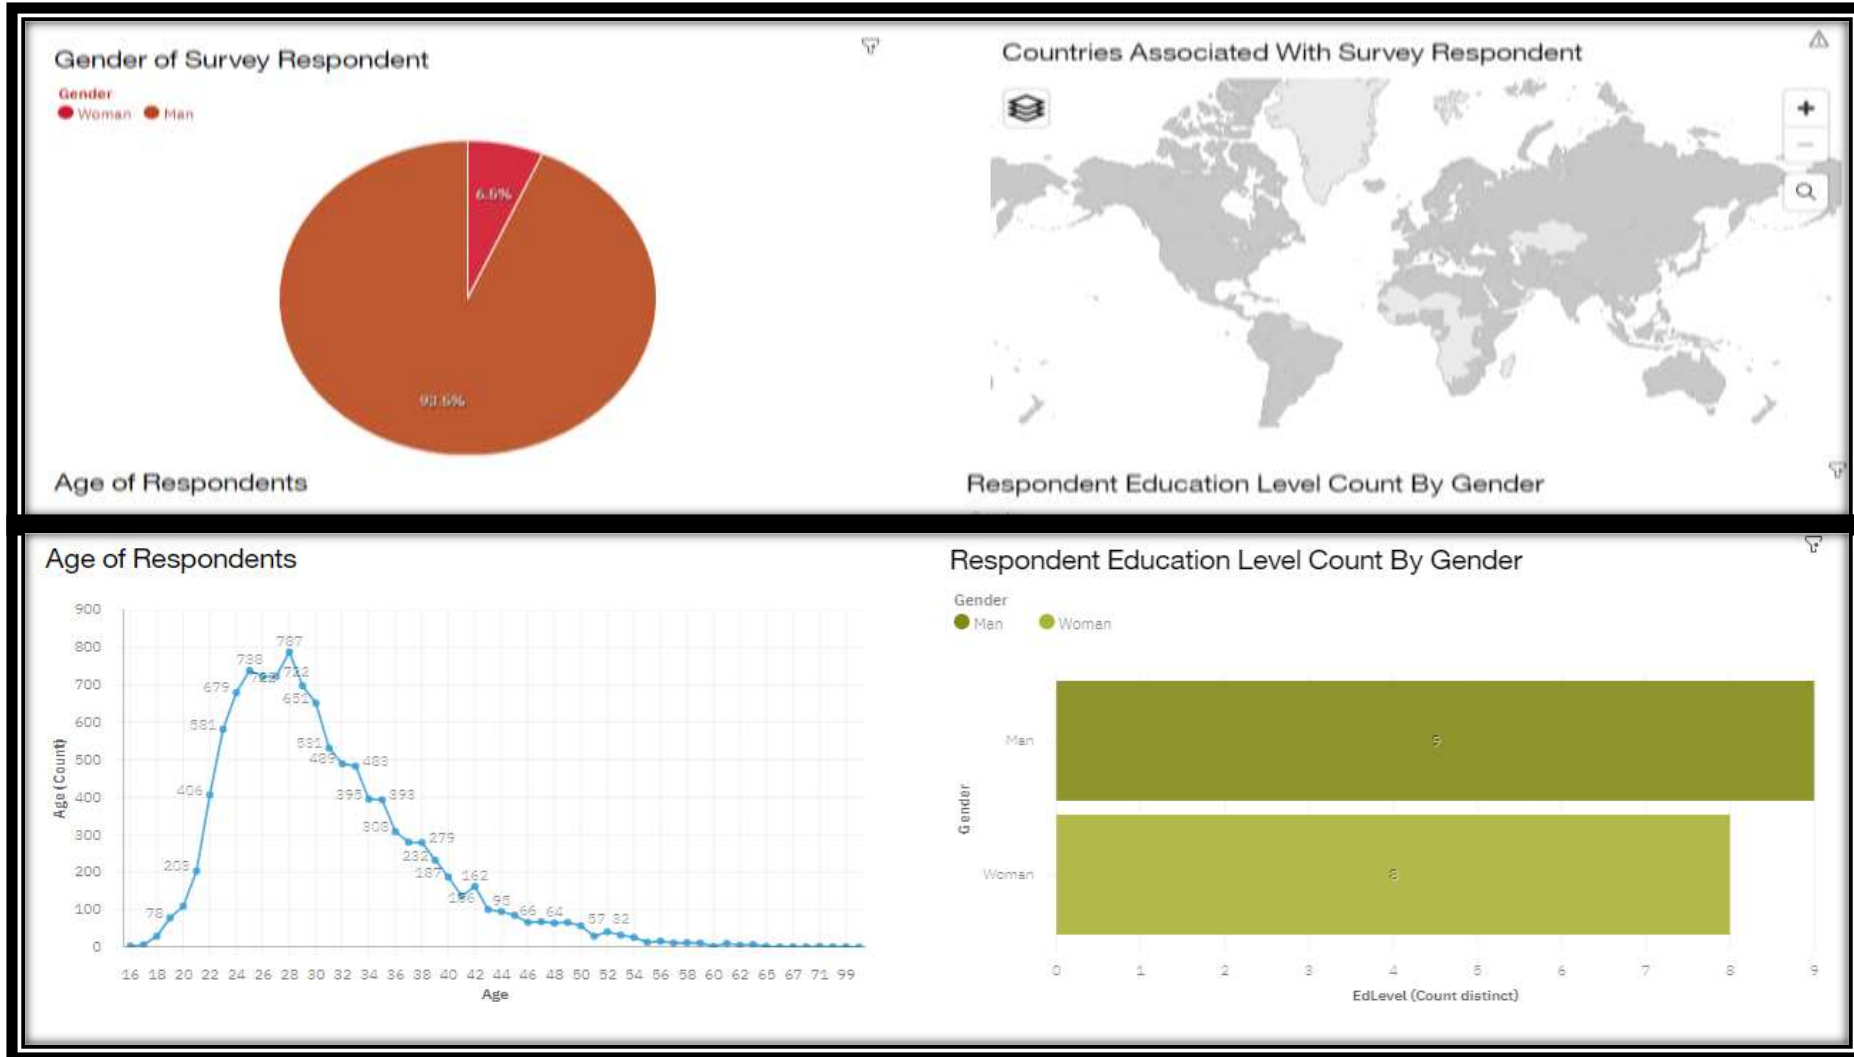 Gender of Survey Respondent
Gender
Woman Man
6.5%
93.5%
Countries Associated With Survey Respondent
+
−
Age of Respondents
Respondent Education Level Count By Gender
Age of Respondents
900
800
700
600
500
400
300
200
100
0
Age (Count)
78
203
406
581
679
738
722
787
722
651
531
489
483
395
393
308
279
232
187
136
162
95
66
64
57
32
16 18 20 22 24 26 28 30 32 34 36 38 40 42 44 46 48 50 52 54 56 58 60 62 65 67 71 99
Age
Respondent Education Level Count By Gender
Gender
Man Woman
Gender
Man
9
Woman
8
0 1 2 3 4 5 6 7 8 9
EdLevel (Count distinct)